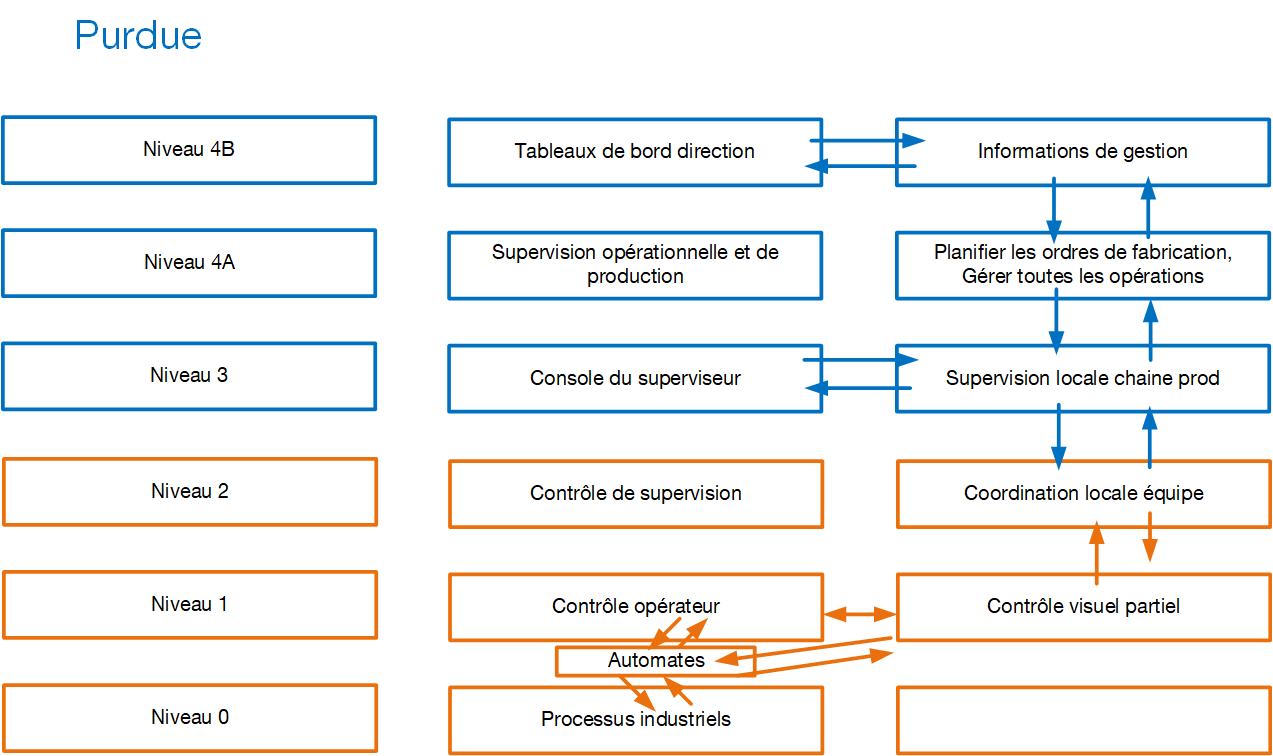 Purdue
Niveau 4B
Tableaux de bord direction
Informations de gestion
Niveau 4A
Supervision opérationnelle et de
production
Planifier les ordres de fabrication,
Gérer toutes les opérations
Niveau 3
Console du superviseur
Supervision locale chaine prod
Niveau 2
Contrôle de supervision
Coordination locale équipe
Niveau 1
Contrôle opérateur
Contrôle visuel partiel
Automates
Niveau 0
Processus industriels